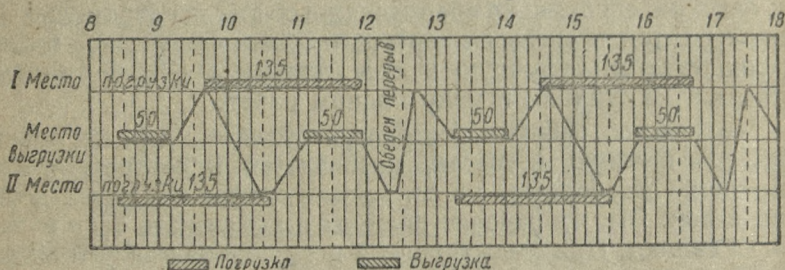 8 9 10 11 12 13 14 15 16 17 18
I Место погрузки 135 135
50 50 50 50
Место выгрузки
Обеден перерыв
II Место погрузки 135 135
Погрузка Выгрузка